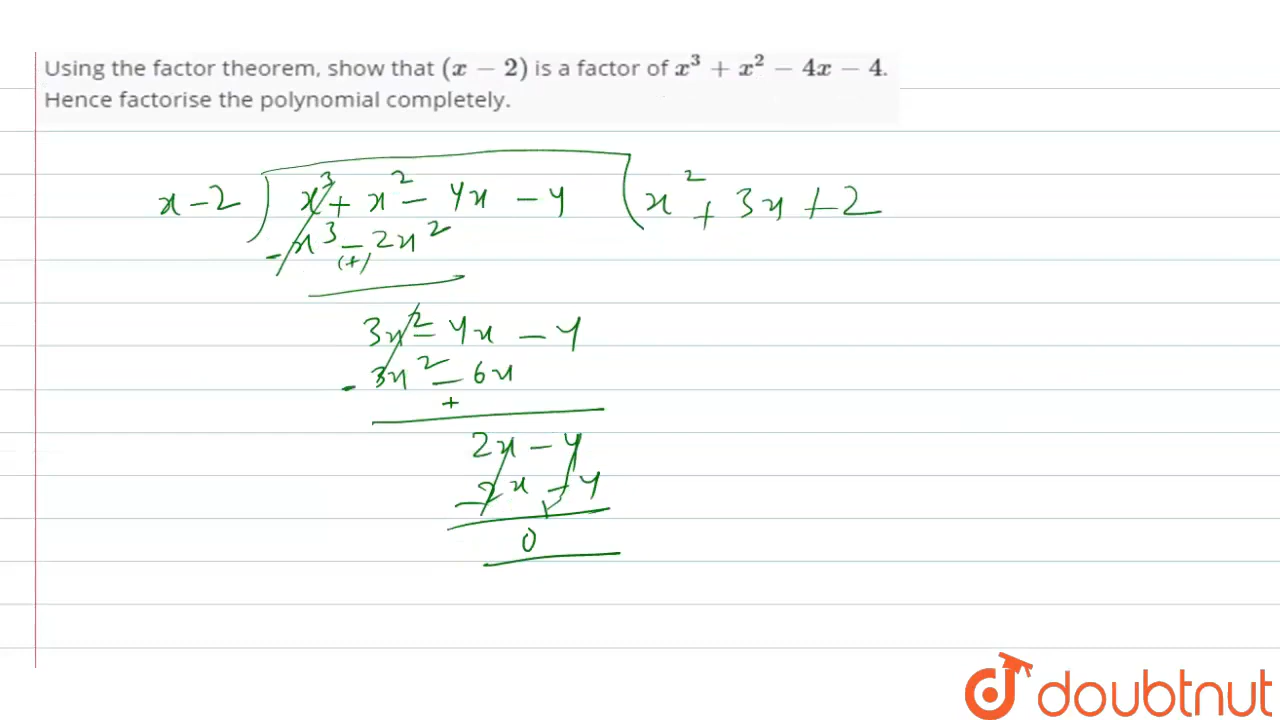 Using the factor theorem, show that (x − 2) is a factor of x³ + x² − 4x − 4.
Hence factorise the polynomial completely.
x − 2 ) x³ + x² − 4x − 4 ( x² + 3x + 2
- x³ − 2x²
(+)
3x² − 4x − 4
- 3x² − 6x
+
2x − 4
- 2x − 4
+
0
doubtnut